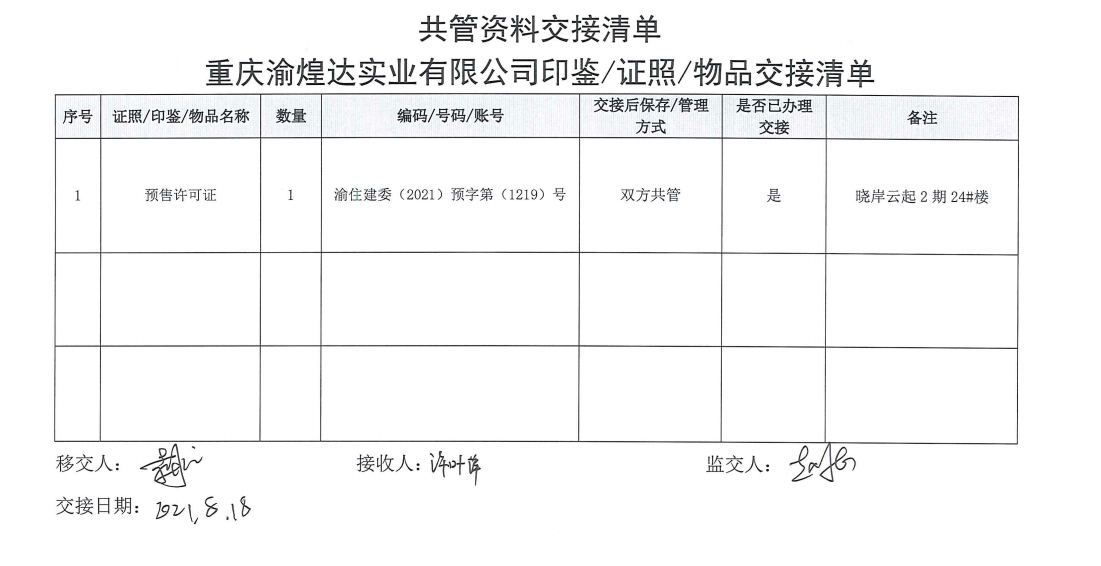 共管资料交接清单
重庆渝煌达实业有限公司印鉴/证照/物品交接清单
序号 证照/印鉴/物品名称 数量 编码/号码/账号 交接后保存/管理方式 是否已办理交接 备注
1 预售许可证 1 渝住建委（2021）预字第（1219）号 双方共管 是 晓岸云起 2 期 24#楼
移交人： 接收人： 监交人：
交接日期：2021.8.18